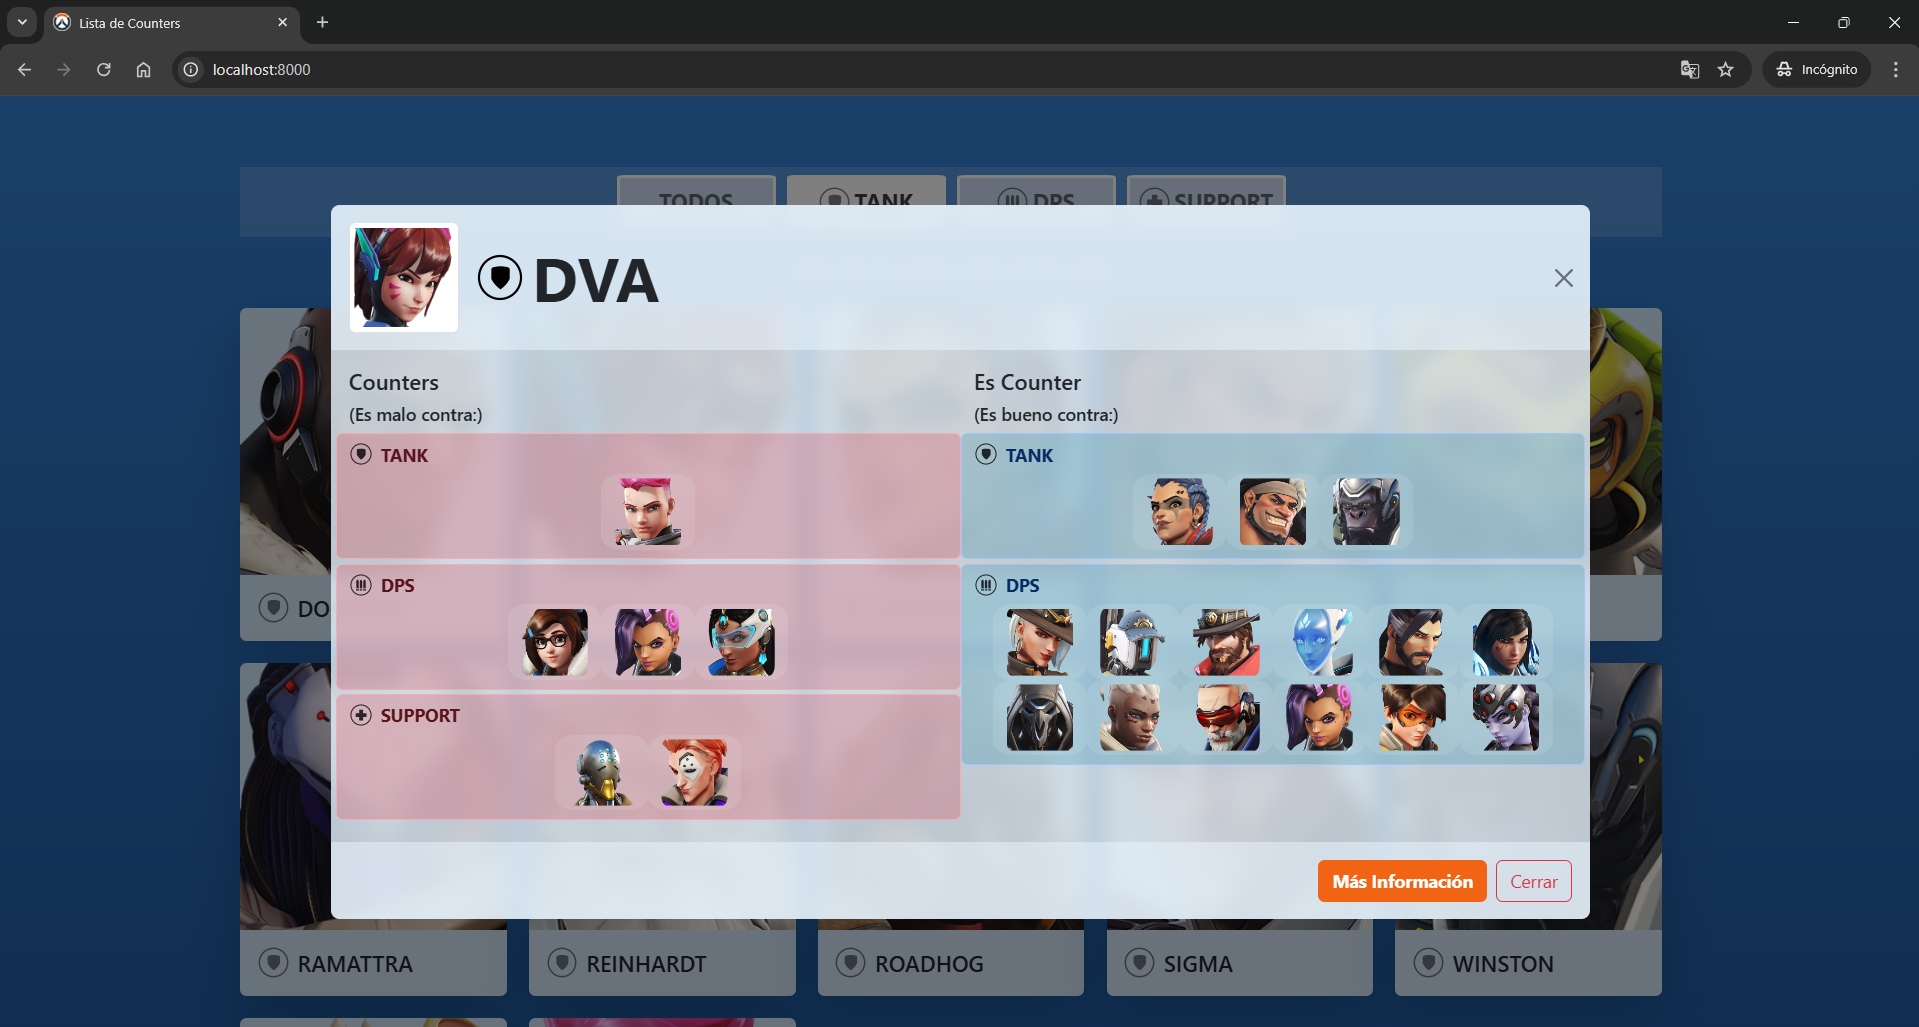 Lista de Counters
localhost:8000
Incógnito
TODOS
TANK
DPS
SUPPORT
DVA
Counters
(Es malo contra:)
TANK
DPS
SUPPORT
Es Counter
(Es bueno contra:)
TANK
DPS
Más Información
Cerrar
DO
RAMATTRA
REINHARDT
ROADHOG
SIGMA
WINSTON